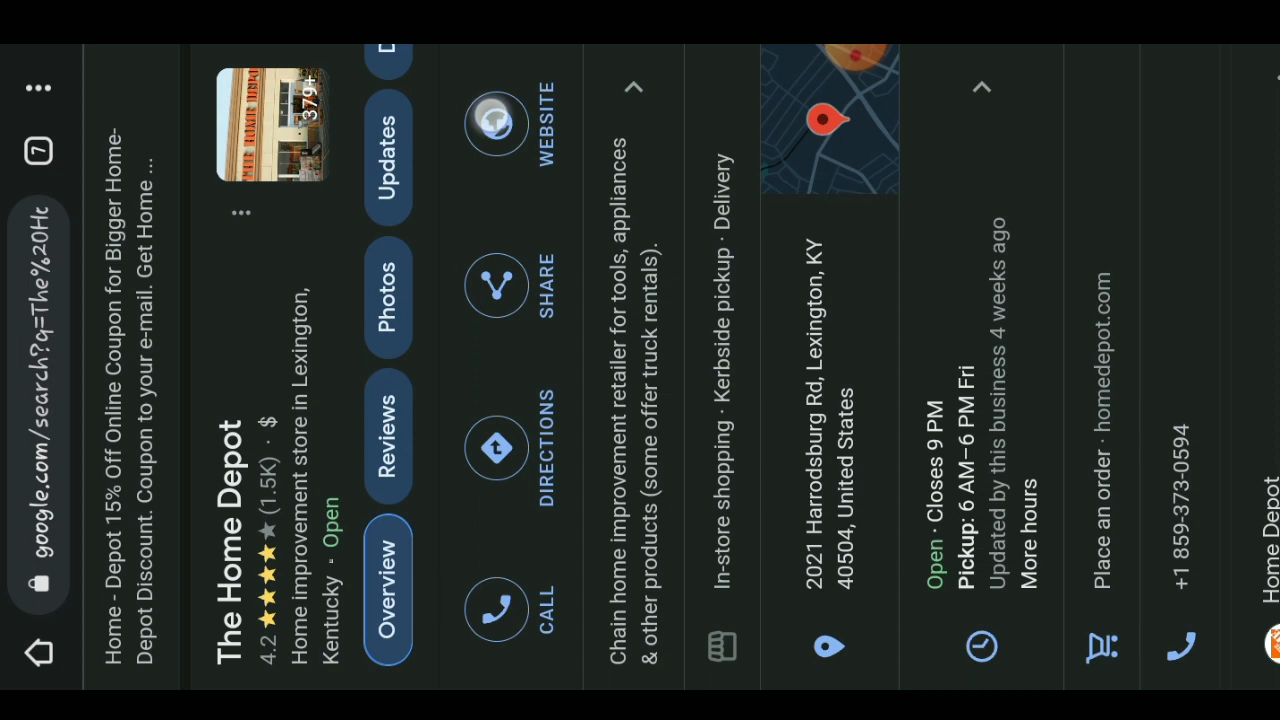 7
google.com/search?q=The%20Ho
Home - Depot 15% Off Online Coupon for Bigger Home-
Depot Discount. Coupon to your e-mail. Get Home ...
The Home Depot
4.2 (1.5K) · $
Home improvement store in Lexington,
Kentucky · Open
379+
THE HOME DEPOT
Overview
Reviews
Photos
Updates
CALL
DIRECTIONS
SHARE
WEBSITE
Chain home improvement retailer for tools, appliances
& other products (some offer truck rentals).
In-store shopping · Kerbside pickup · Delivery
2021 Harrodsburg Rd, Lexington, KY
40504, United States
Open · Closes 9 PM
Pickup: 6 AM–6 PM Fri
Updated by this business 4 weeks ago
More hours
Place an order · homedepot.com
+1 859-373-0594
Home Depot